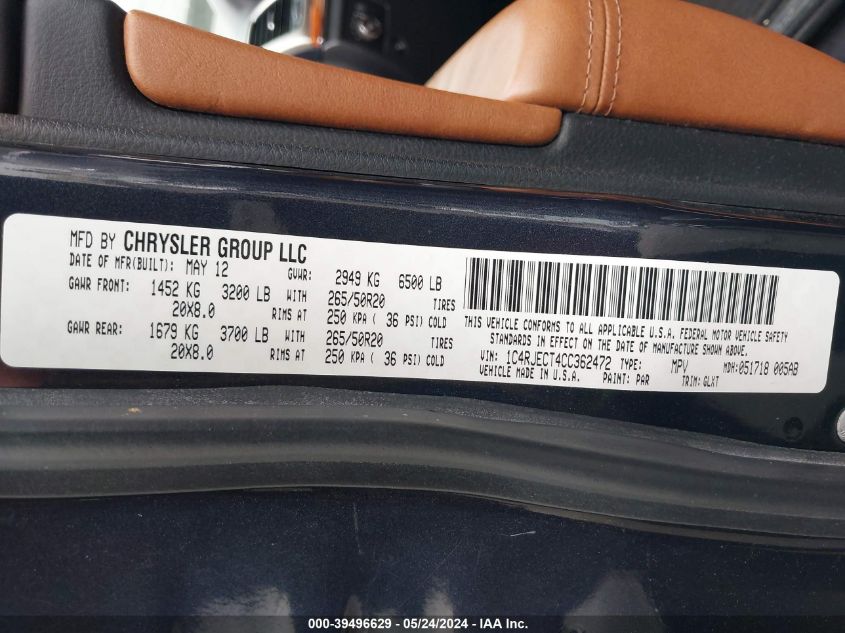 MFD BY CHRYSLER GROUP LLC
DATE OF MFR(BUILT): MAY 12 GVWR: 2949 KG 6500 LB
GAWR FRONT: 1452 KG 3200 LB WITH 265/50R20 TIRES
20X8.0 RIMS AT 250 KPA ( 36 PSI) COLD
GAWR REAR: 1679 KG 3700 LB WITH 265/50R20 TIRES
20X8.0 RIMS AT 250 KPA ( 36 PSI) COLD
THIS VEHICLE CONFORMS TO ALL APPLICABLE U.S.A. FEDERAL MOTOR VEHICLE SAFETY
STANDARDS IN EFFECT ON THE DATE OF MANUFACTURE SHOWN ABOVE.
VIN: 1C4RJECT4CC362472 TYPE: MPV MDH:051718 005AB
VEHICLE MADE IN U.S.A. PAINT: PAR TRIM: GLXT
000-39496629 - 05/24/2024 - IAA Inc.